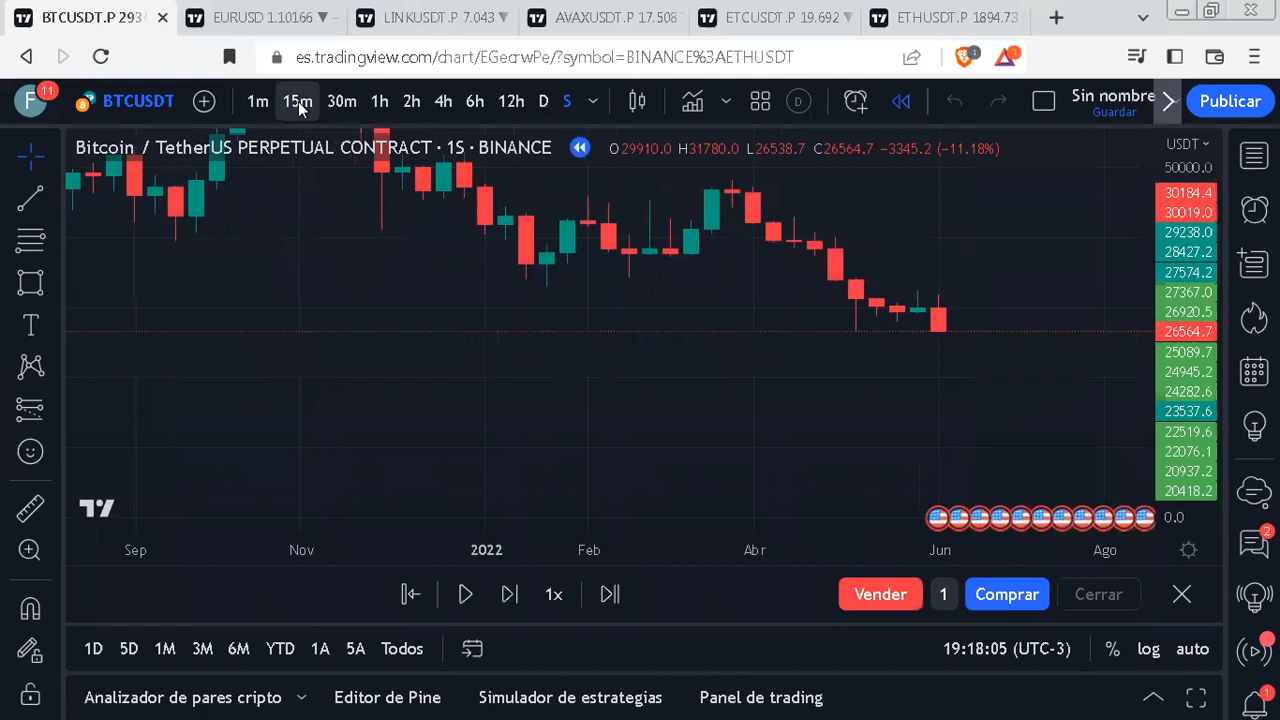 BTCUSDT.P 293
EURUSD 1.10166
LINKUSDT.P 7.043
AVAXUSDT.P 17.508
ETCUSDT.P 19.692
ETHUSDT.P 1894.73
es.tradingview.com/chart/EGecrwPe/?symbol=BINANCE%3AETHUSDT
1
1
F
11
BTCUSDT
1m 15m 30m 1h 2h 4h 6h 12h D S
D
Sin nombre
Guardar
Publicar
Bitcoin / TetherUS PERPETUAL CONTRACT · 1S · BINANCE
O29910.0 H31780.0 L26538.7 C26564.7 −3345.2 (−11.18%)
USDT
50000.0
30184.4
30019.0
29238.0
28427.2
27574.2
27367.0
26920.5
26564.7
25089.7
24945.2
24282.6
23537.6
22519.6
22076.1
20937.2
20418.2
0.0
Sep Nov 2022 Feb Abr Jun Ago
1x
Vender 1 Comprar Cerrar
1D 5D 1M 3M 6M YTD 1A 5A Todos
19:18:05 (UTC-3) % log auto
Analizador de pares cripto Editor de Pine Simulador de estrategias Panel de trading
2
1